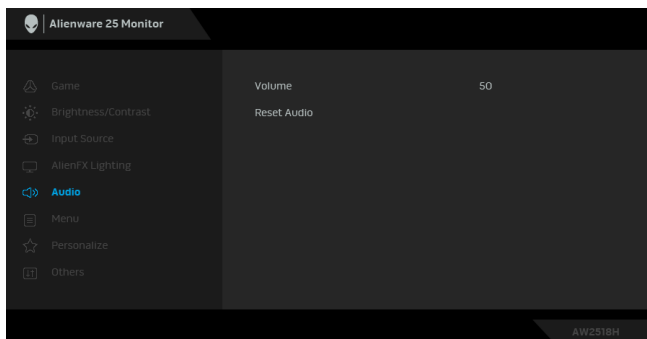 Alienware 25 Monitor
Game
Volume 50
Brightness/Contrast
Reset Audio
Input Source
AlienFX Lighting
Audio
Menu
Personalize
Others
AW2518H